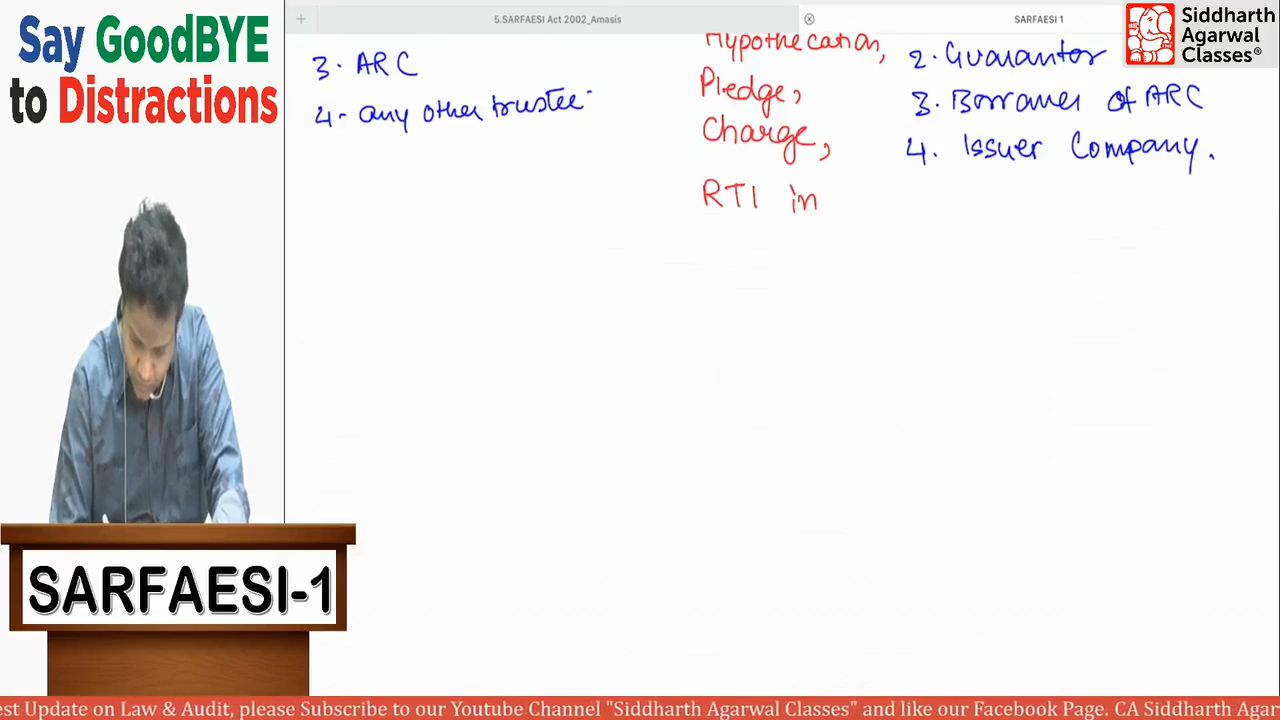 Say GoodBYE
to Distractions
5.SARFAESI Act 2002_Amasis
SARFAESI 1
Siddharth
Agarwal
Classes®
3. ARC
4. any other trustee
Hypothecation,
Pledge,
Charge,
RTI in
2. Guarantor
3. Borrower of ARC
4. Issuer Company.
SARFAESI-1
est Update on Law & Audit, please Subscribe to our Youtube Channel "Siddharth Agarwal Classes" and like our Facebook Page. CA Siddharth Agar